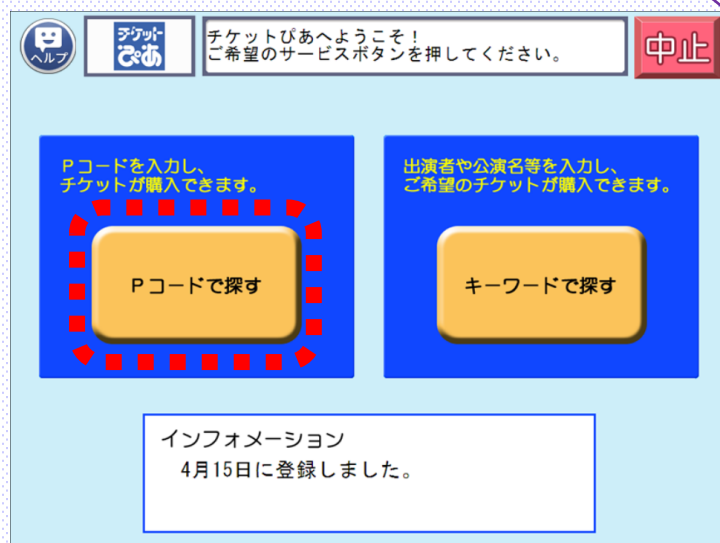 ヘルプ
チケット
ぴあ
チケットぴあへようこそ！
ご希望のサービスボタンを押してください。
中止
Ｐコードを入力し、
チケットが購入できます。
Ｐコードで探す
出演者や公演名等を入力し、
ご希望のチケットが購入できます。
キーワードで探す
インフォメーション
4月15日に登録しました。